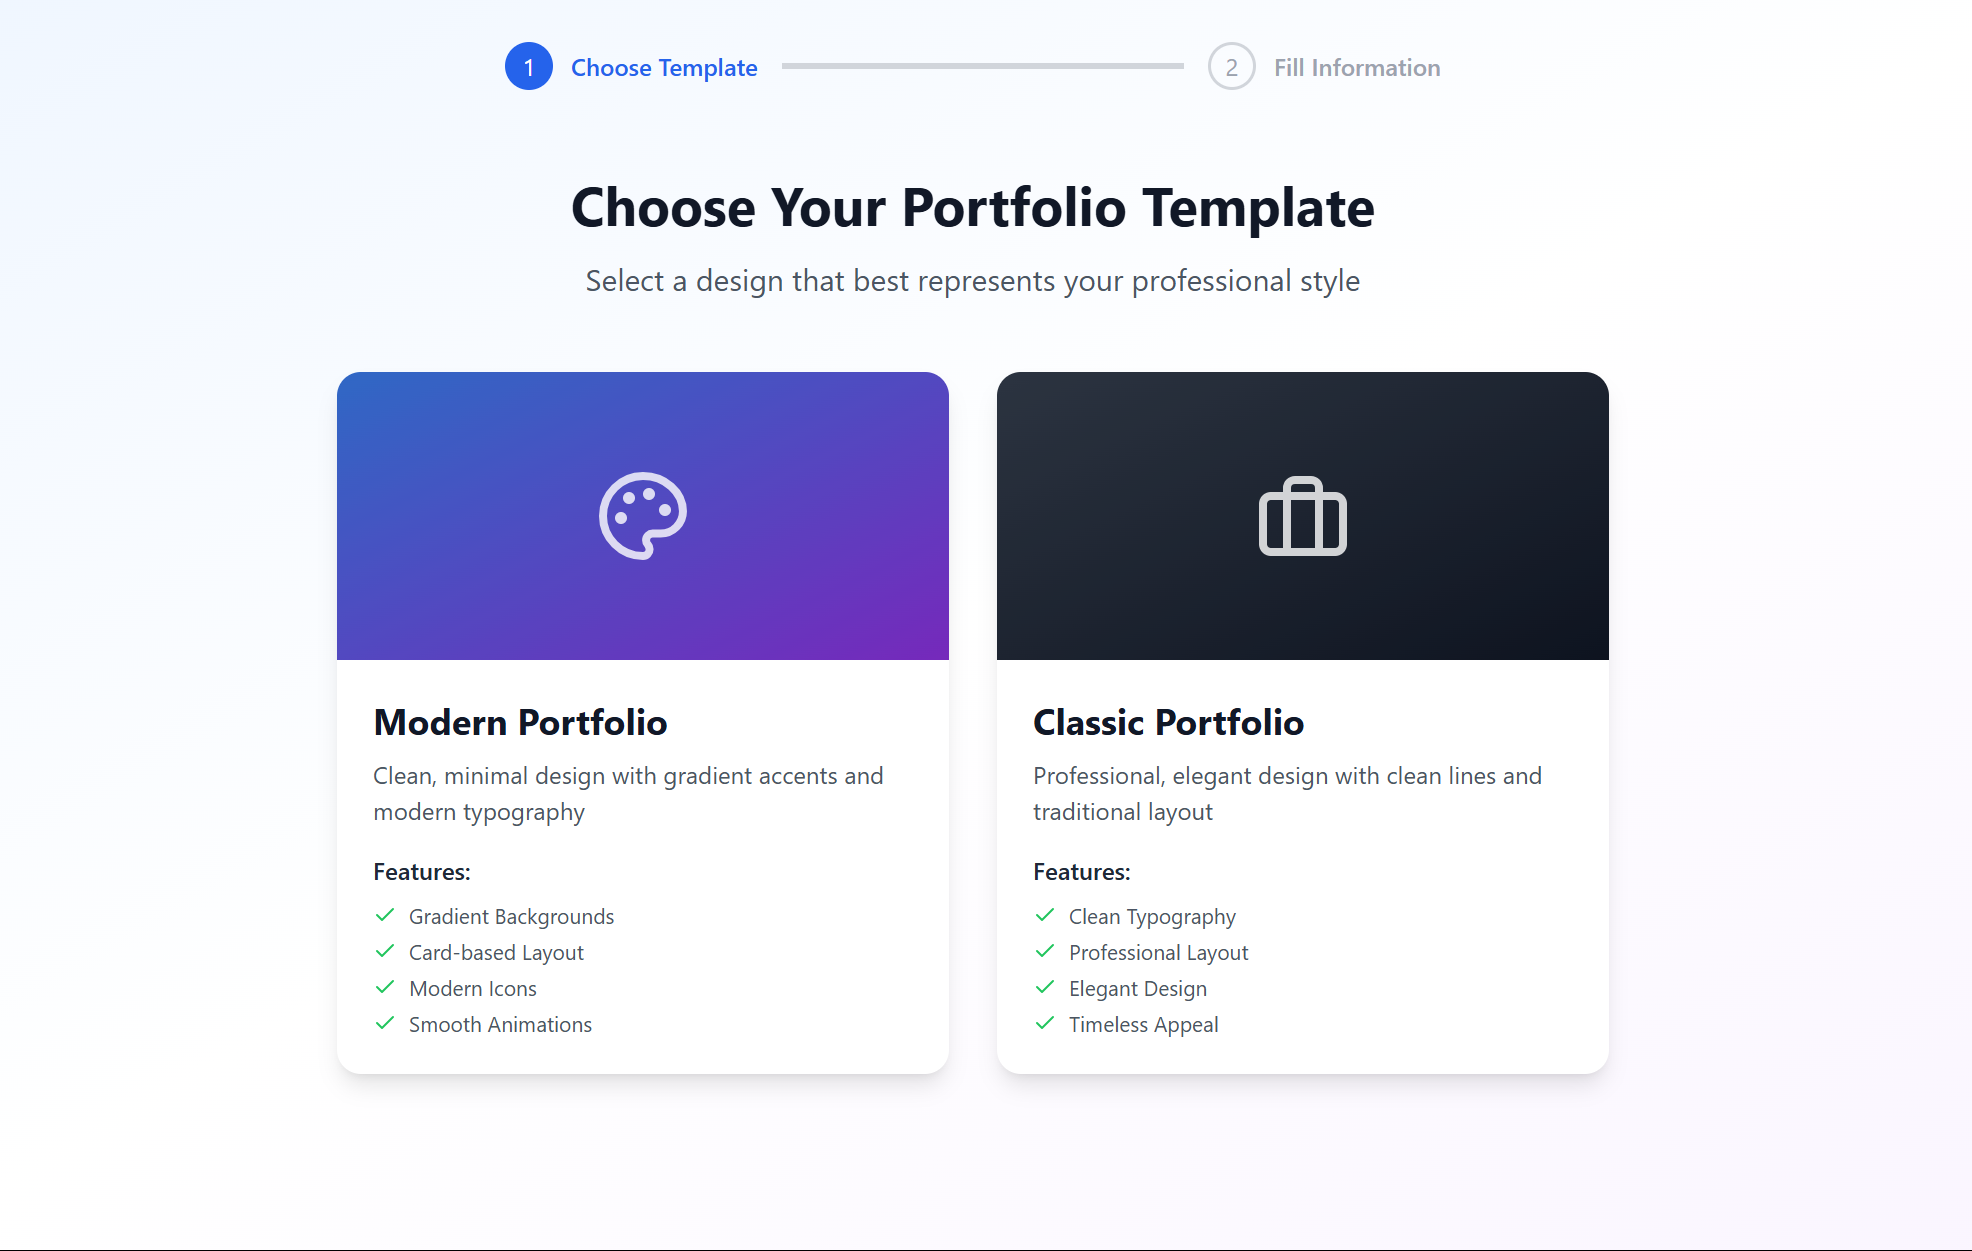 1 Choose Template 2 Fill Information
Choose Your Portfolio Template
Select a design that best represents your professional style
Modern Portfolio
Clean, minimal design with gradient accents and
modern typography
Features:
Gradient Backgrounds
Card-based Layout
Modern Icons
Smooth Animations
Classic Portfolio
Professional, elegant design with clean lines and
traditional layout
Features:
Clean Typography
Professional Layout
Elegant Design
Timeless Appeal